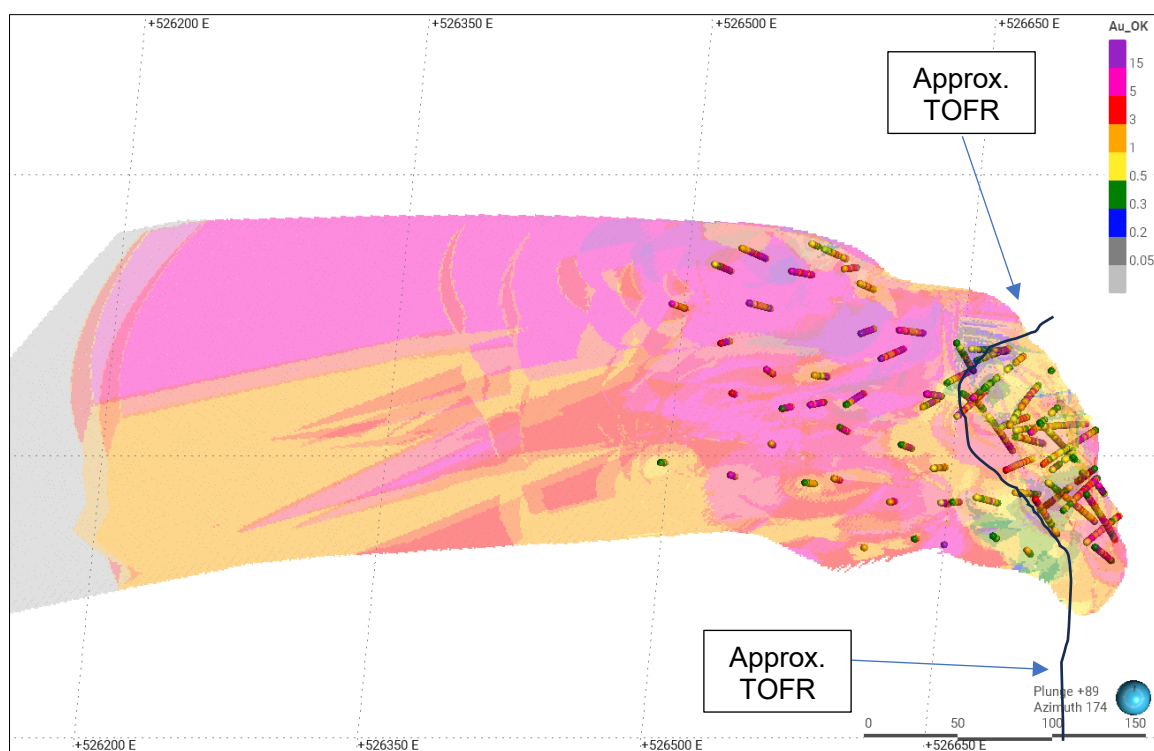 +526200 E
+526350 E
+526500 E
+526650 E
Au_OK
15
5
3
1
0.5
0.3
0.2
0.05
Approx.
TOFR
Approx.
TOFR
Plunge +89
Azimuth 174
0
50
100
150
+526200 E
+526350 E
+526500 E
+526650 E